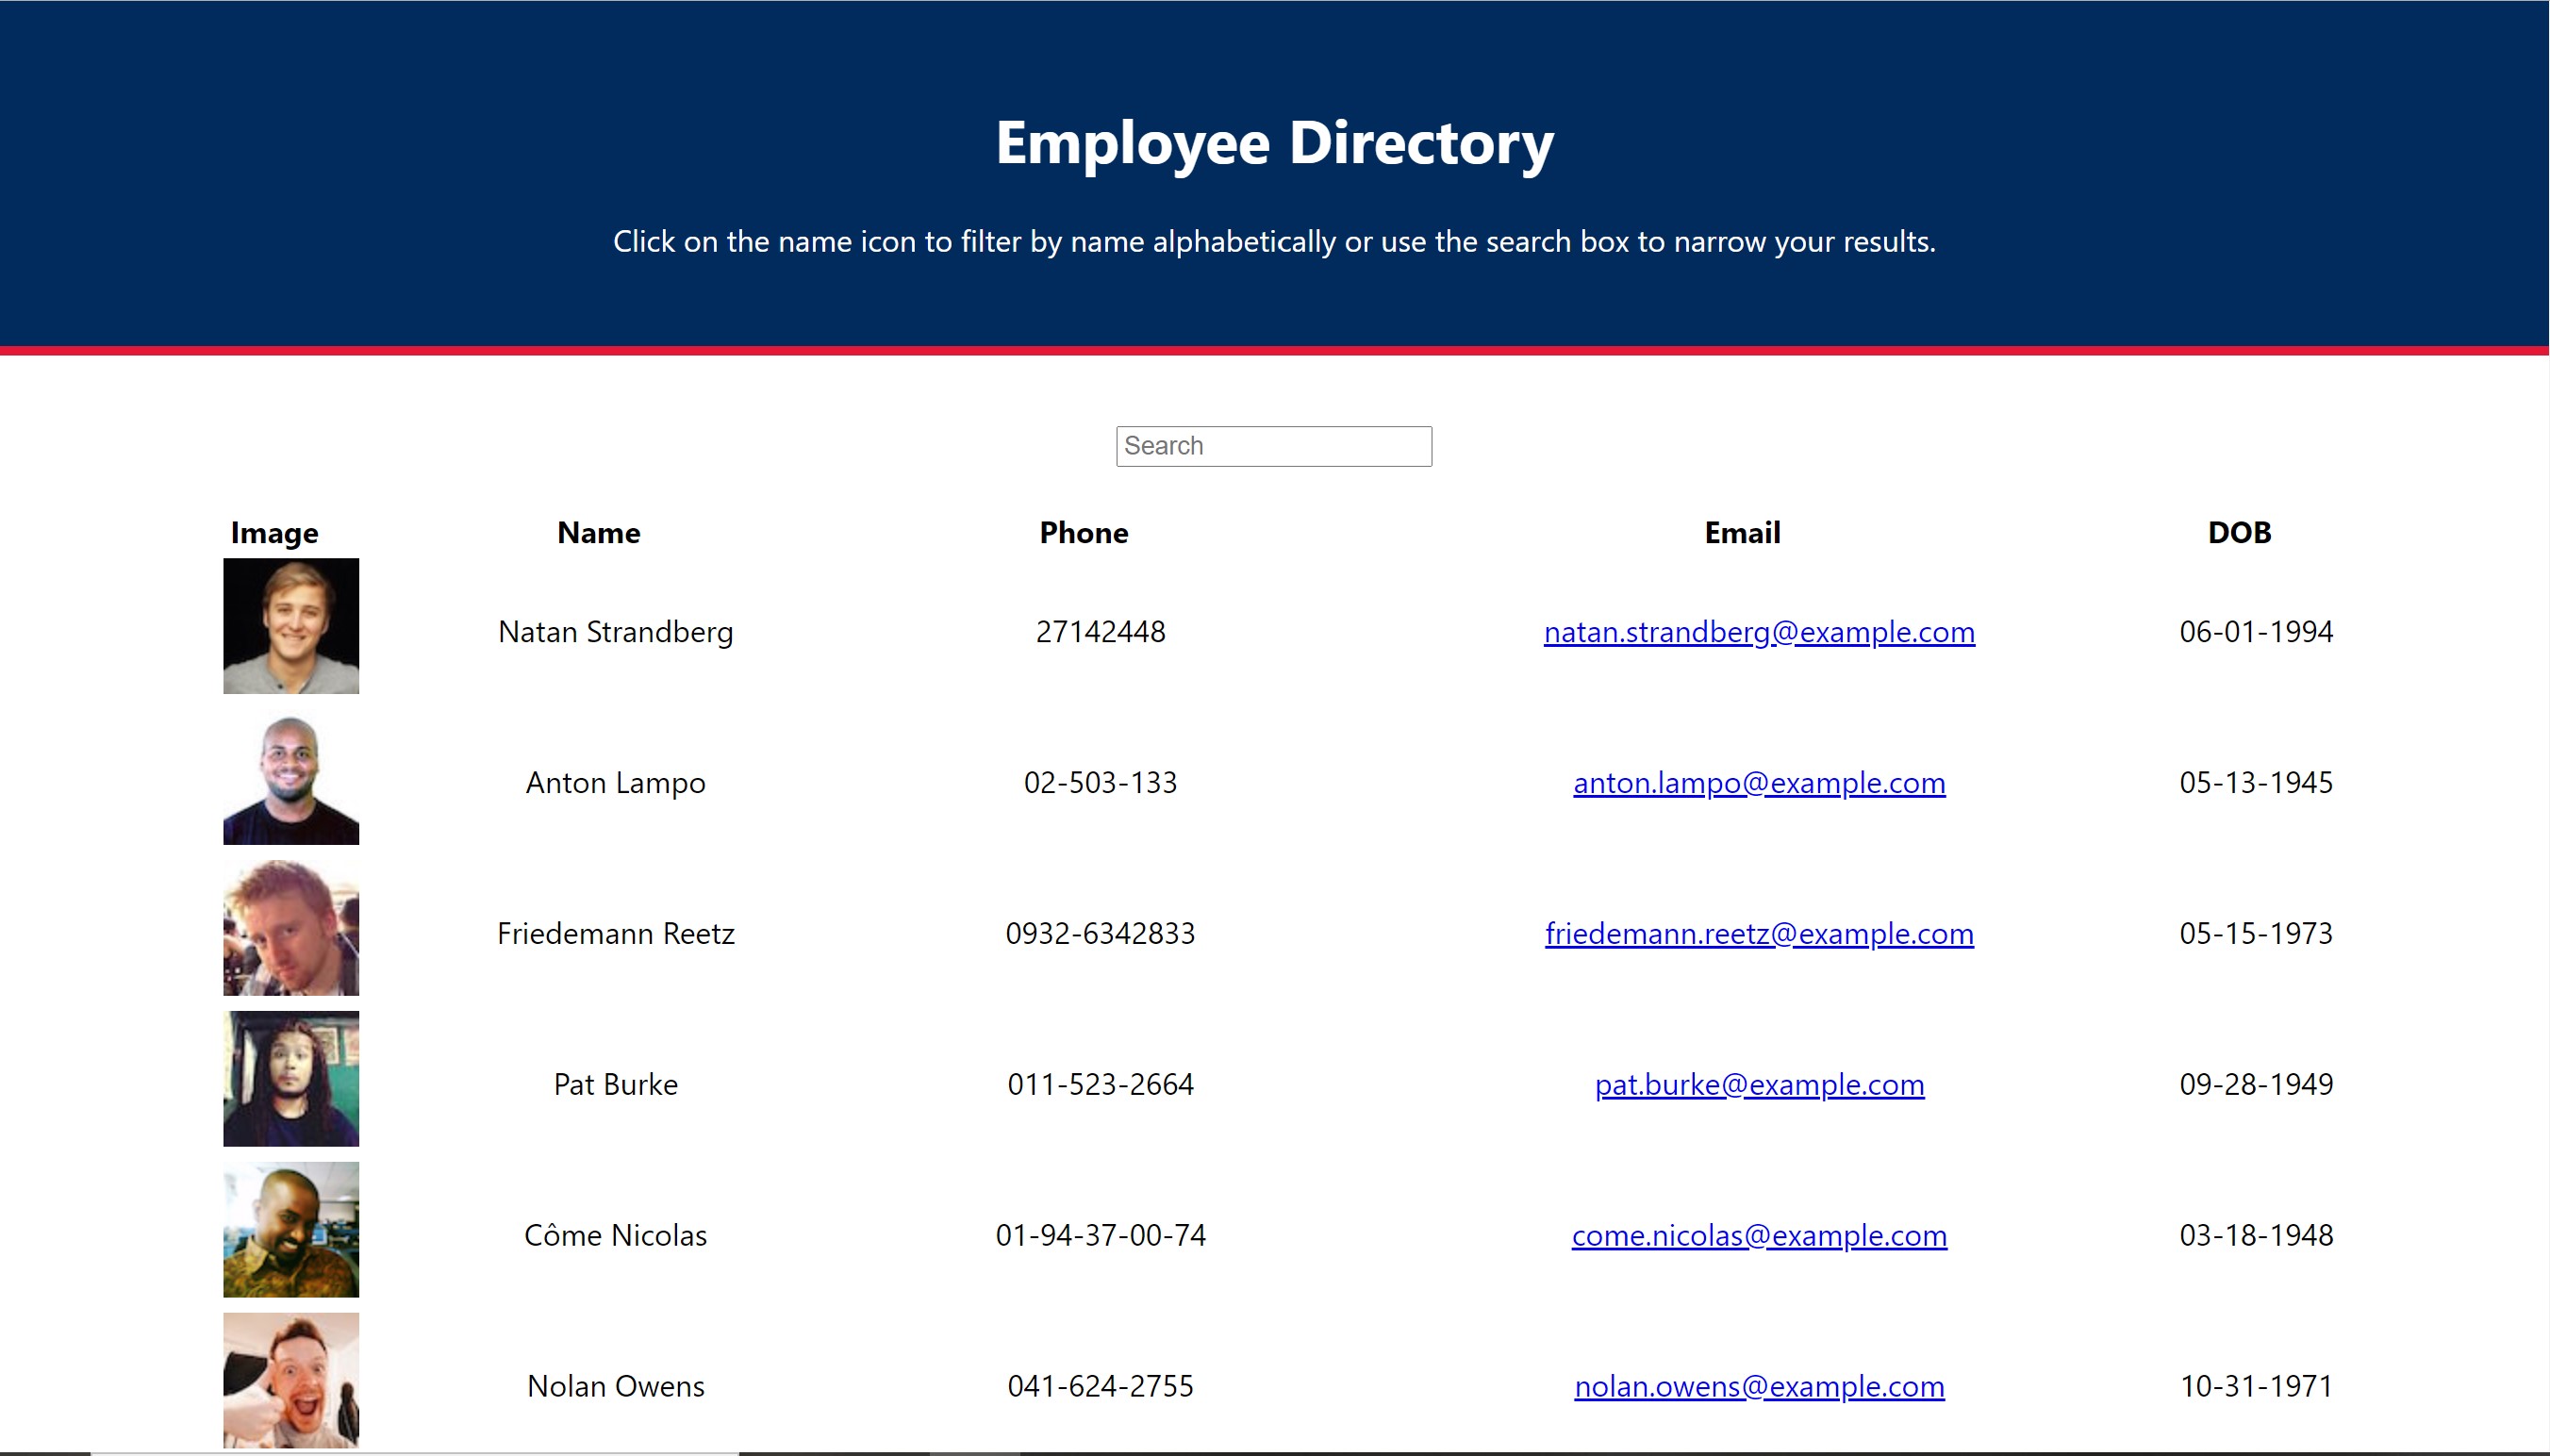 Employee Directory
Click on the name icon to filter by name alphabetically or use the search box to narrow your results.
Search
Image Name Phone Email DOB
Natan Strandberg 27142448 natan.strandberg@example.com 06-01-1994
Anton Lampo 02-503-133 anton.lampo@example.com 05-13-1945
Friedemann Reetz 0932-6342833 friedemann.reetz@example.com 05-15-1973
Pat Burke 011-523-2664 pat.burke@example.com 09-28-1949
Côme Nicolas 01-94-37-00-74 come.nicolas@example.com 03-18-1948
Nolan Owens 041-624-2755 nolan.owens@example.com 10-31-1971